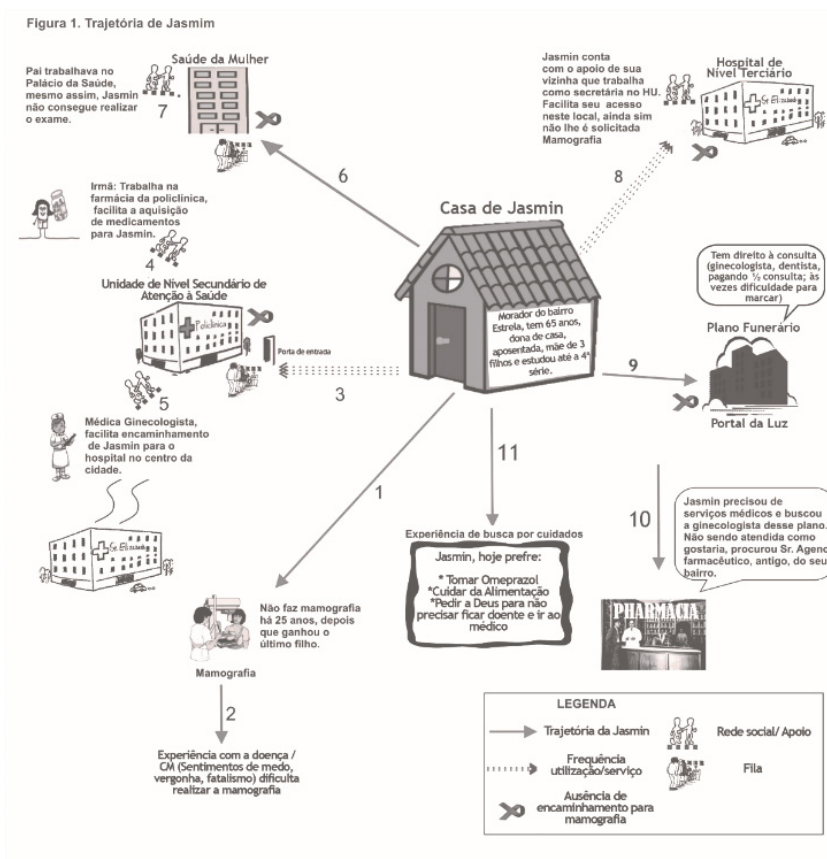 Figura 1. Trajetória de Jasmim
Saúde da Mulher
Pai trabalhava no
Palácio da Saúde,
mesmo assim, Jasmin
não consegue realizar
o exame.
7
Jasmin conta
com o apoio de sua
vizinha que trabalha
como secretária no HU.
Facilita seu acesso
neste local, ainda sim
não lhe é solicitada
Mamografia
Hospital de
Nível Terciário
6
8
Irmã: Trabalha na
farmácia da policlínica,
facilita a aquisição
de medicamentos
para Jasmin.
4
Casa de Jasmin
Morador do bairro
Estrela, tem 65 anos,
dona de casa,
aposentada, mãe de 3
filhos e estudou até a 4ª
série.
Tem direito à consulta
(ginecologista, dentista,
pagando ½ consulta; às
vezes dificuldade para
marcar)
Plano Funerário
Portal da Luz
9
Unidade de Nível Secundário de
Atenção à Saúde
Policlínica
Porta de entrada
3
5
Médica Ginecologista,
facilita encaminhamento
de Jasmin para o
hospital no centro da
cidade.
1
11
10
Jasmin precisou de
serviços médicos e buscou
a ginecologista desse plano.
Não sendo atendida como
gostaria, procurou Sr. Agenc
farmacêutico, antigo, do seu
bairro.
Experiência de busca por cuidados
Jasmin, hoje prefre:
* Tomar Omeprazol
*Cuidar da Alimentação
*Pedir a Deus para não
precisar ficar doente e ir ao
médico
PHARMACIA
Não faz mamografia
há 25 anos, depois
que ganhou o
último filho.
Mamografia
2
Experiência com a doença /
CM (Sentimentos de medo,
vergonha, fatalismo) dificulta
realizar a mamografia
LEGENDA
Trajetória da Jasmin
Rede social/ Apoio
Frequência
utilização/serviço
Fila
Ausência de
encaminhamento para
mamografia